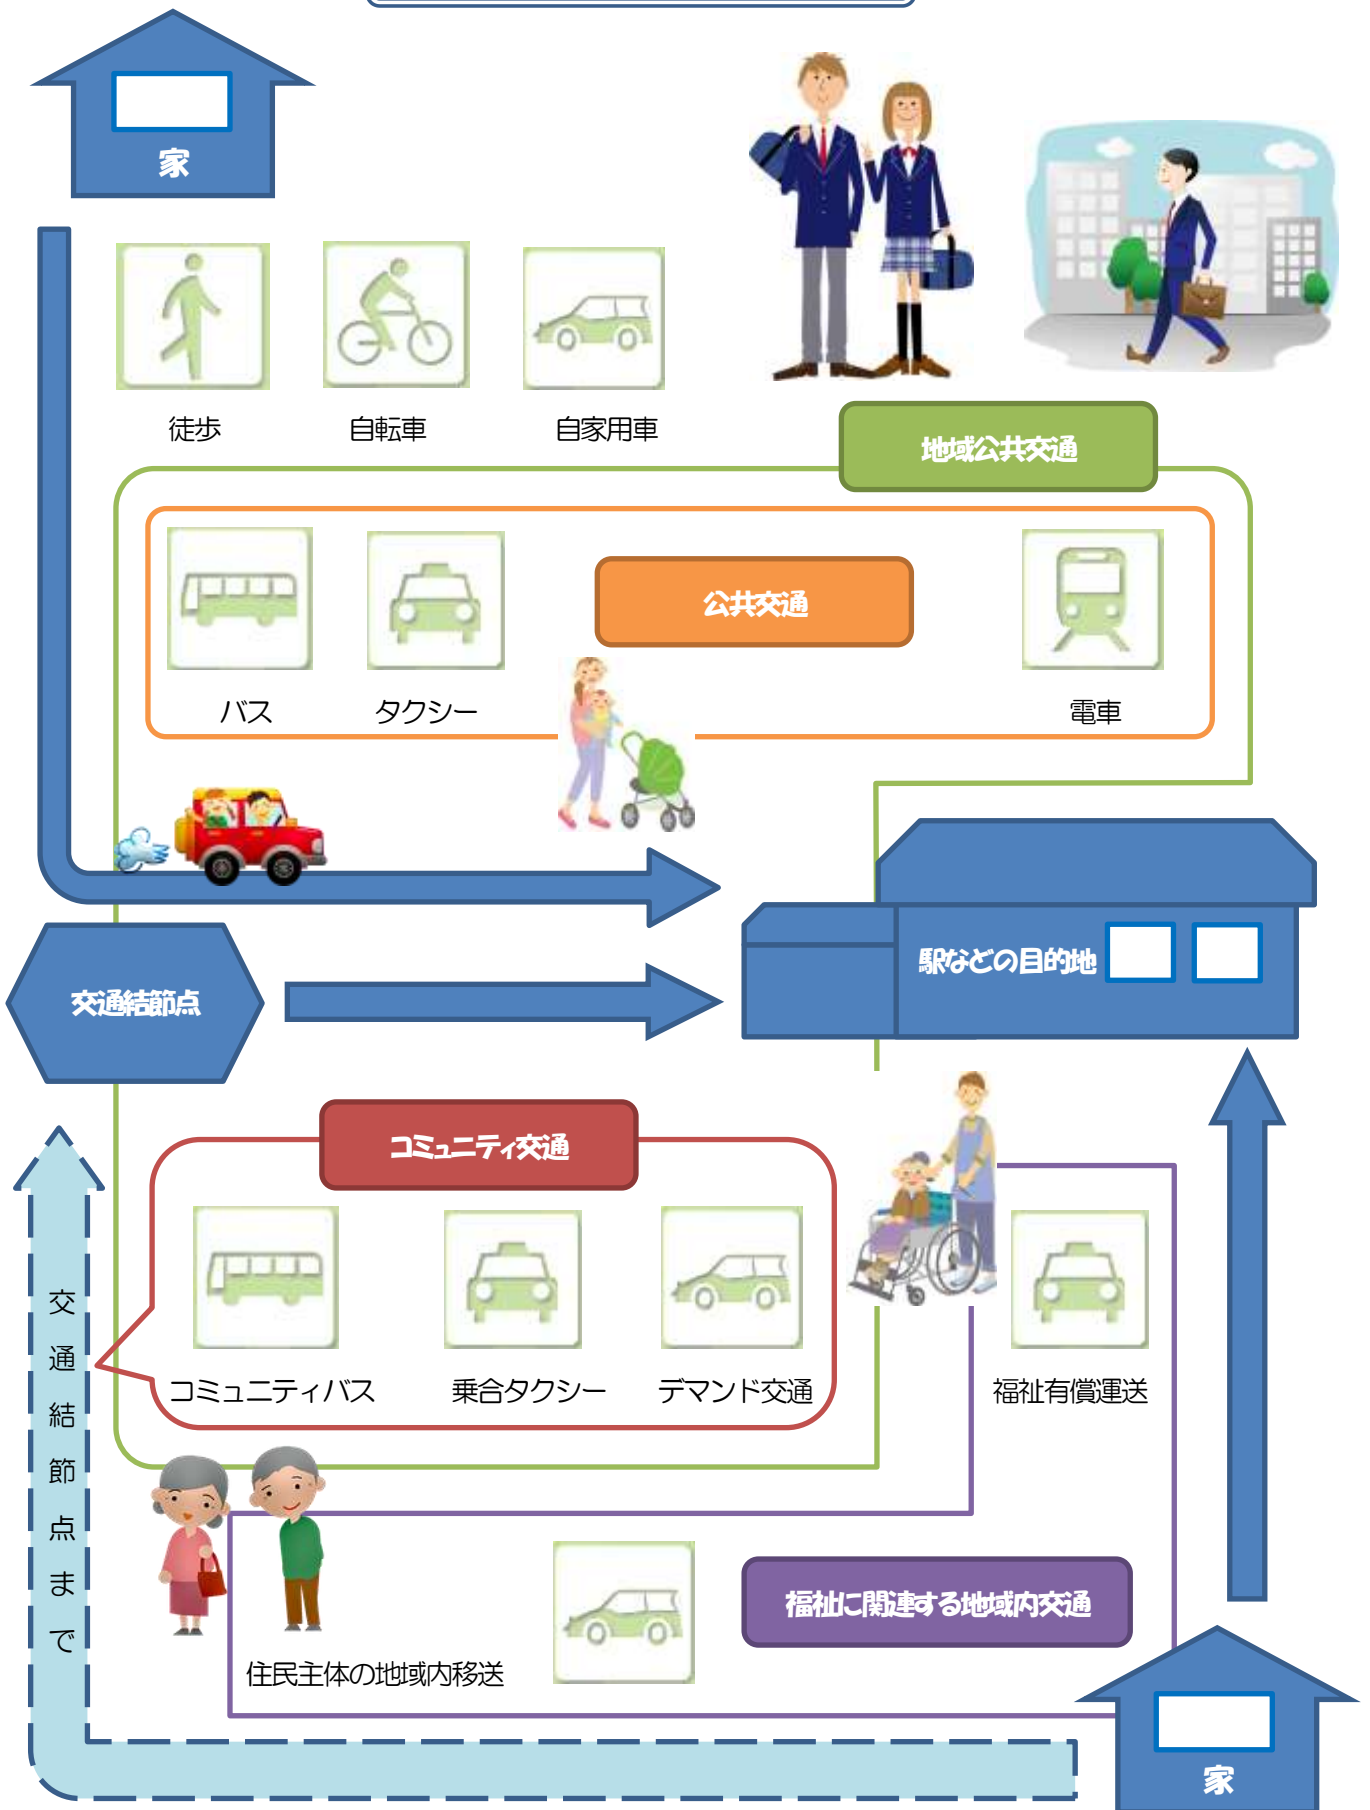 家
徒歩
自転車
自家用車
地域公共交通
公共交通
バス
タクシー
電車
駅などの目的地
交通結節点
コミュニティ交通
コミュニティバス
乗合タクシー
デマンド交通
福祉有償運送
交通結節点まで
福祉に関連する地域内交通
住民主体の地域内移送
家